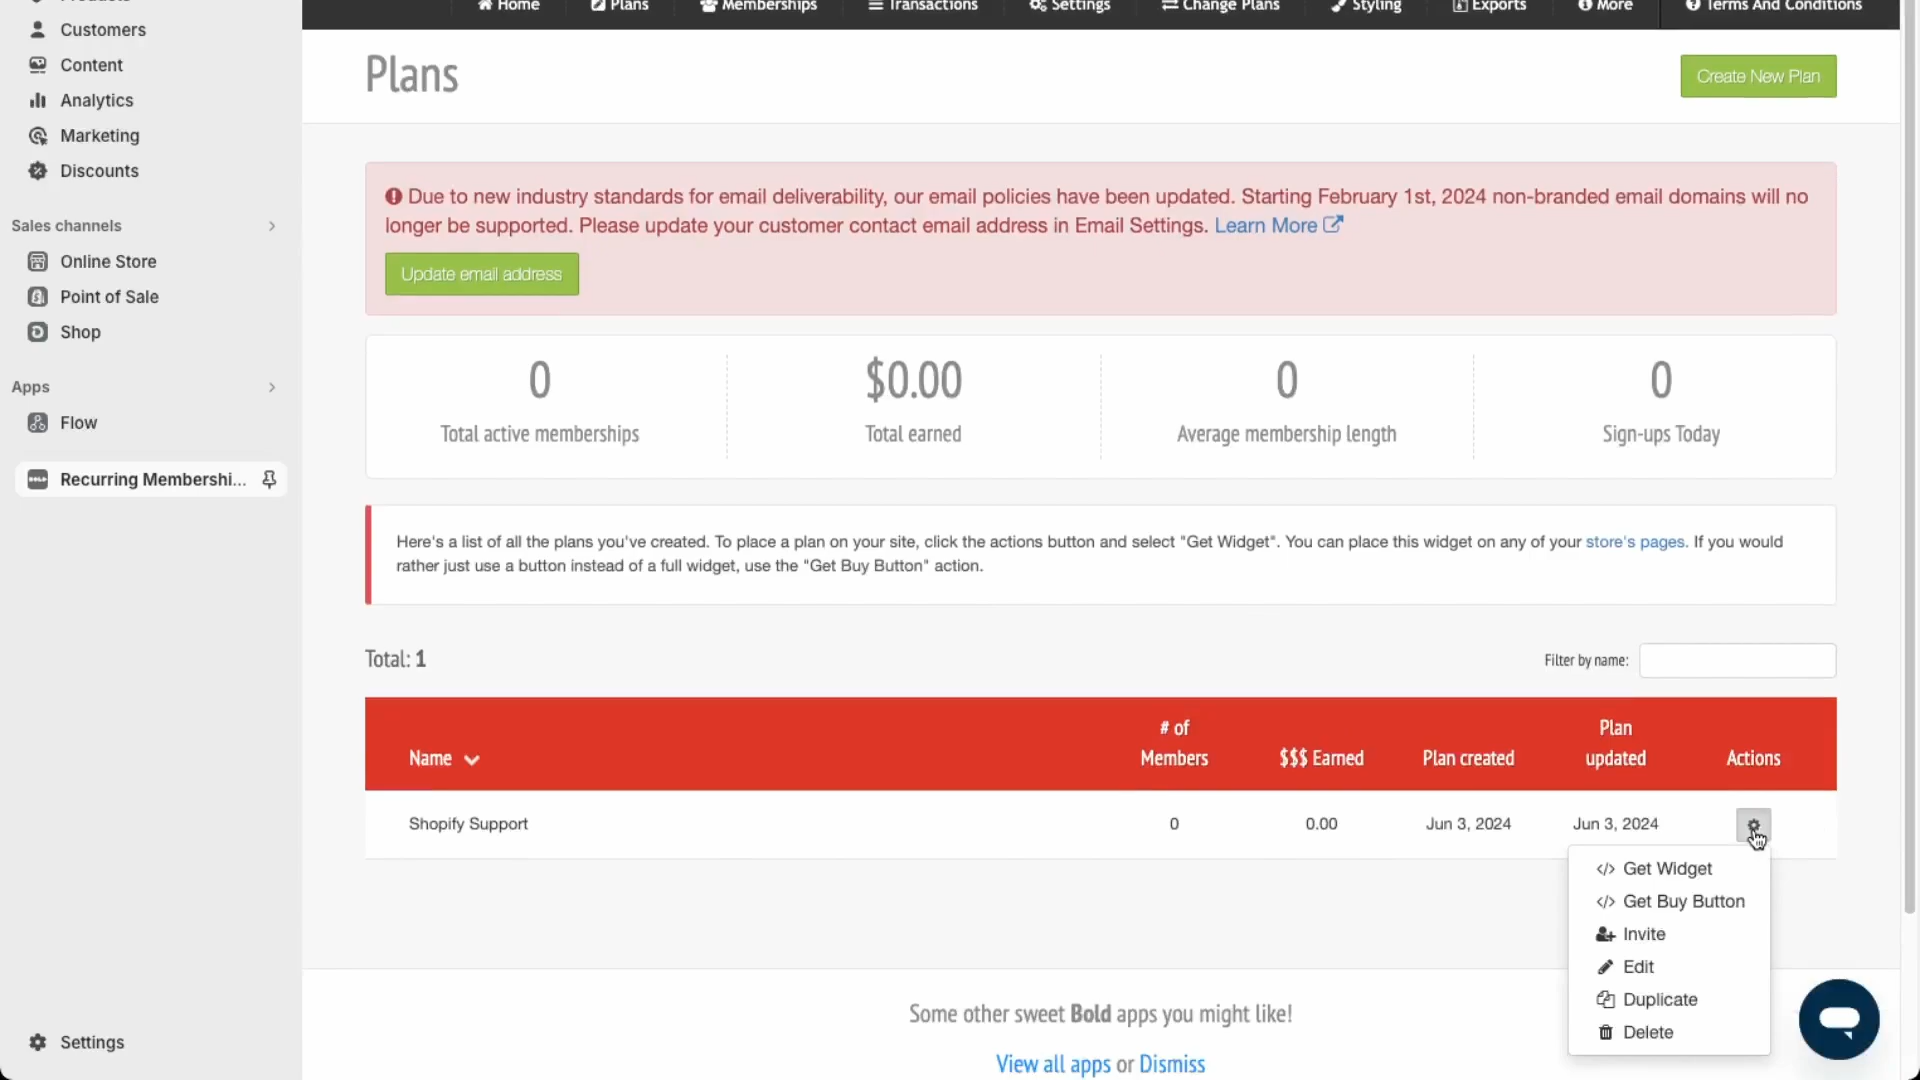 Products
Customers
Content
Analytics
Marketing
Discounts
Sales channels
Online Store
Point of Sale
Shop
Apps
Flow
Recurring Membershi...
Settings
Home
Plans
Memberships
Transactions
Settings
Change Plans
Styling
Exports
More
Terms And Conditions
Plans
Create New Plan
Due to new industry standards for email deliverability, our email policies have been updated. Starting February 1st, 2024 non-branded email domains will no
longer be supported. Please update your customer contact email address in Email Settings. Learn More
Update email address
0
Total active memberships
$0.00
Total earned
0
Average membership length
0
Sign-ups Today
Here's a list of all the plans you've created. To place a plan on your site, click the actions button and select "Get Widget". You can place this widget on any of your store's pages. If you would
rather just use a button instead of a full widget, use the "Get Buy Button" action.
Total: 1
Filter by name:
Name
# of
Members
$$$ Earned
Plan created
Plan
updated
Actions
Shopify Support
0
0.00
Jun 3, 2024
Jun 3, 2024
</> Get Widget
</> Get Buy Button
Invite
Edit
Duplicate
Delete
Some other sweet Bold apps you might like!
View all apps or Dismiss